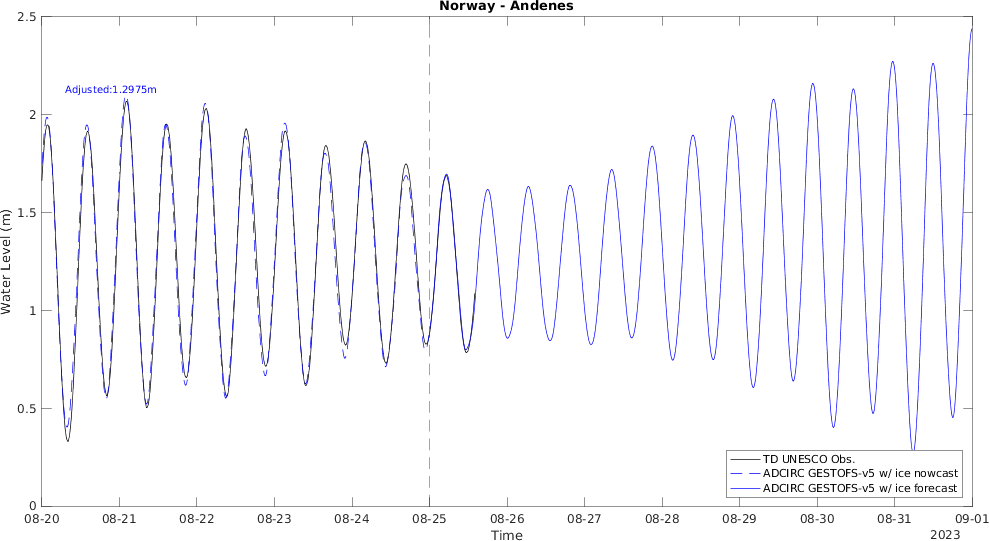 Norway - Andenes
2.5
Adjusted:1.2975m
2
1.5
Water Level (m)
1
0.5
TD UNESCO Obs.
ADCIRC GESTOFS-v5 w/ ice nowcast
ADCIRC GESTOFS-v5 w/ ice forecast
0
08-20 08-21 08-22 08-23 08-24 08-25 08-26 08-27 08-28 08-29 08-30 08-31 09-01
Time 2023